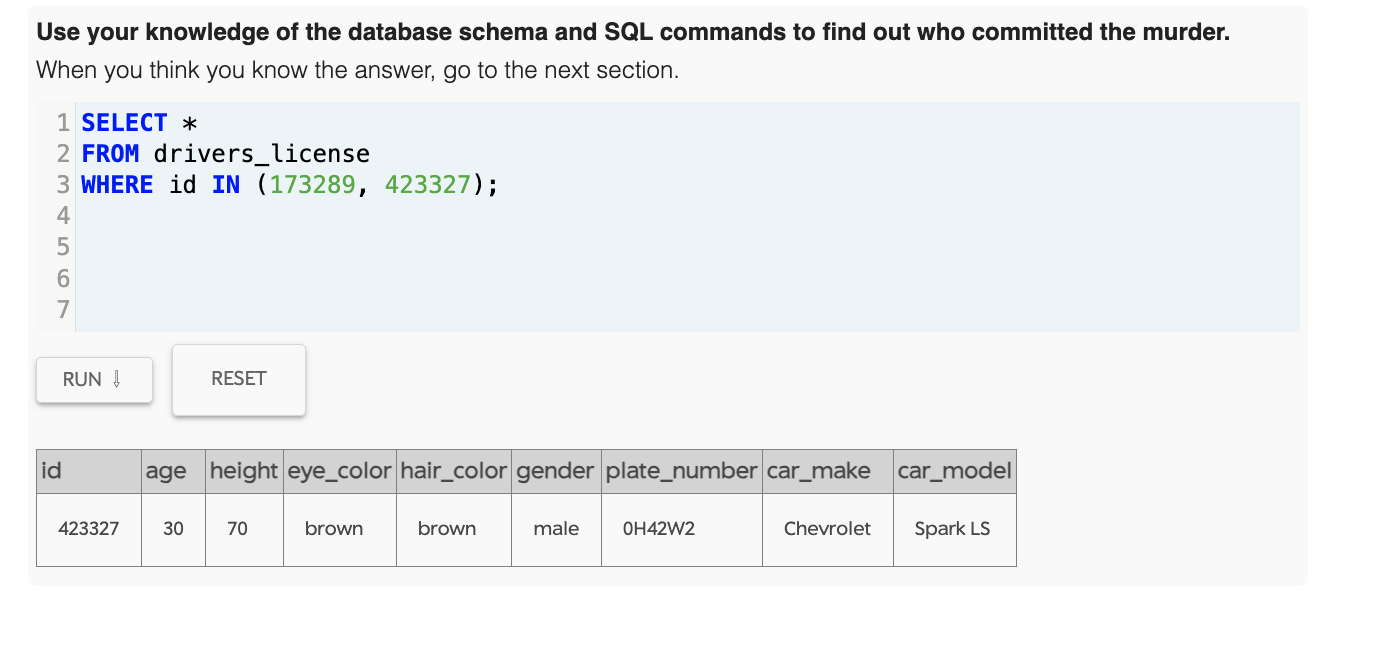 Use your knowledge of the database schema and SQL commands to find out who committed the murder.
When you think you know the answer, go to the next section.
1 SELECT *
2 FROM drivers_license
3 WHERE id IN (173289, 423327);
4
5
6
7
RUN ⇩
RESET
id age height eye_color hair_color gender plate_number car_make car_model
423327 30 70 brown brown male 0H42W2 Chevrolet Spark LS